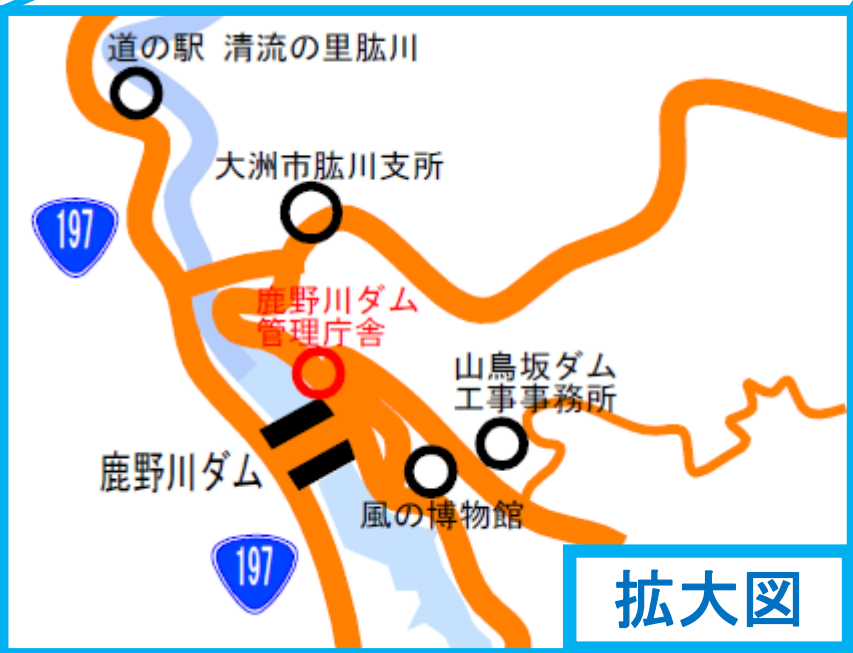 道の駅 清流の里肱川
大洲市肱川支所
197
鹿野川ダム
管理庁舎
山鳥坂ダム
工事事務所
鹿野川ダム
風の博物館
197
拡大図